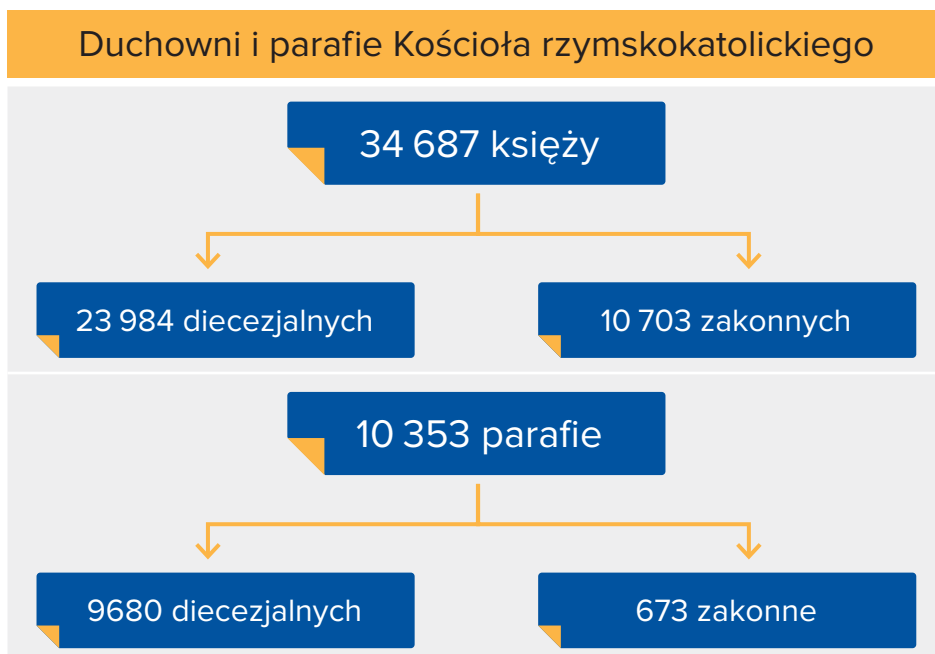 Duchowni i parafie Kościoła rzymskokatolickiego
34 687 księży
23 984 diecezjalnych
10 703 zakonnych
10 353 parafie
9680 diecezjalnych
673 zakonne